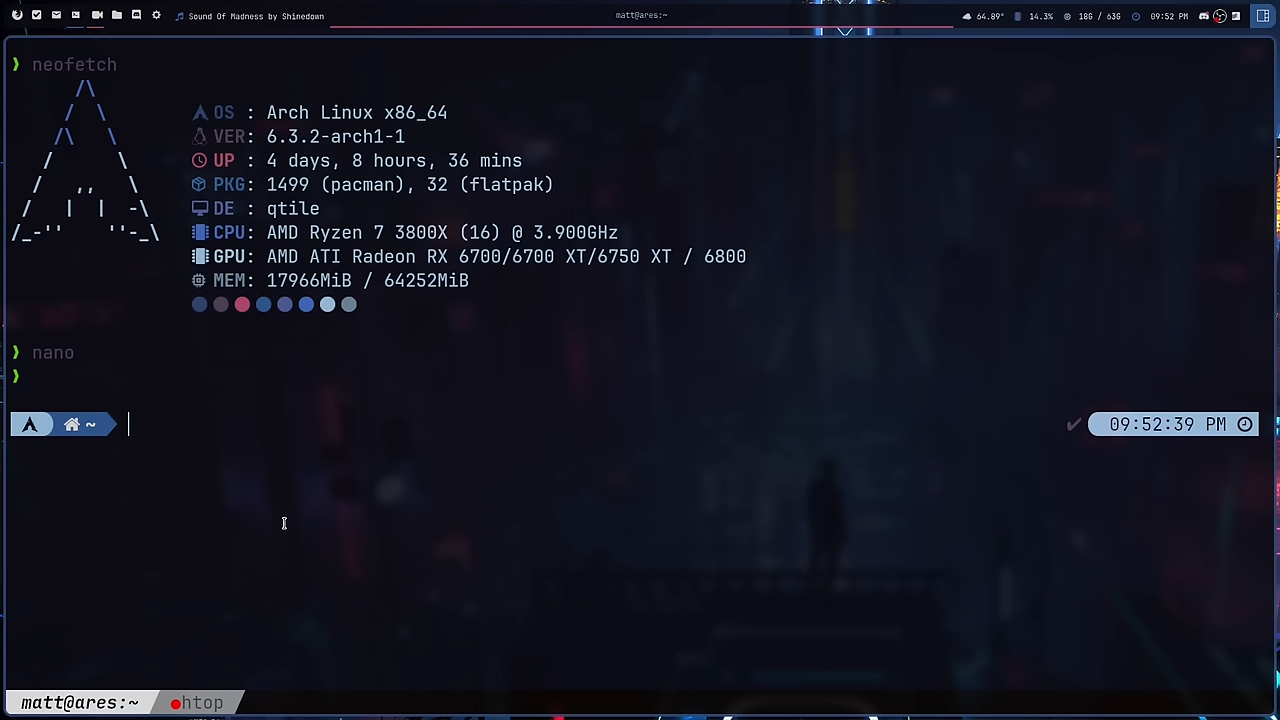 Sound Of Madness by Shinedown
matt@ares:~
64.89° 14.3% 18G / 63G 09:52 PM
❯ neofetch
/\
/ \
/\ \
/ \
/ ,, \
/ | | -\
/_-'' ''-_\
OS : Arch Linux x86_64
VER: 6.3.2-arch1-1
UP : 4 days, 8 hours, 36 mins
PKG: 1499 (pacman), 32 (flatpak)
DE : qtile
CPU: AMD Ryzen 7 3800X (16) @ 3.900GHz
GPU: AMD ATI Radeon RX 6700/6700 XT/6750 XT / 6800
MEM: 17966MiB / 64252MiB
❯ nano
❯
~ ✔ 09:52:39 PM
matt@ares:~ htop